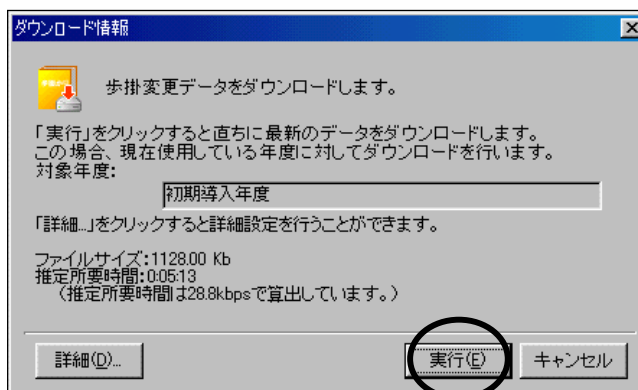 ダウンロード情報
歩掛変更データをダウンロードします。
「実行」をクリックすると直ちに最新のデータをダウンロードします。
この場合、現在使用している年度に対してダウンロードを行います。
対象年度:
初期導入年度
「詳細...」をクリックすると詳細設定を行うことができます。
ファイルサイズ:1128.00 Kb
推定所要時間:0:05:13
（推定所要時間は28.8kbpsで算出しています。）
詳細(D)... 実行(E) キャンセル